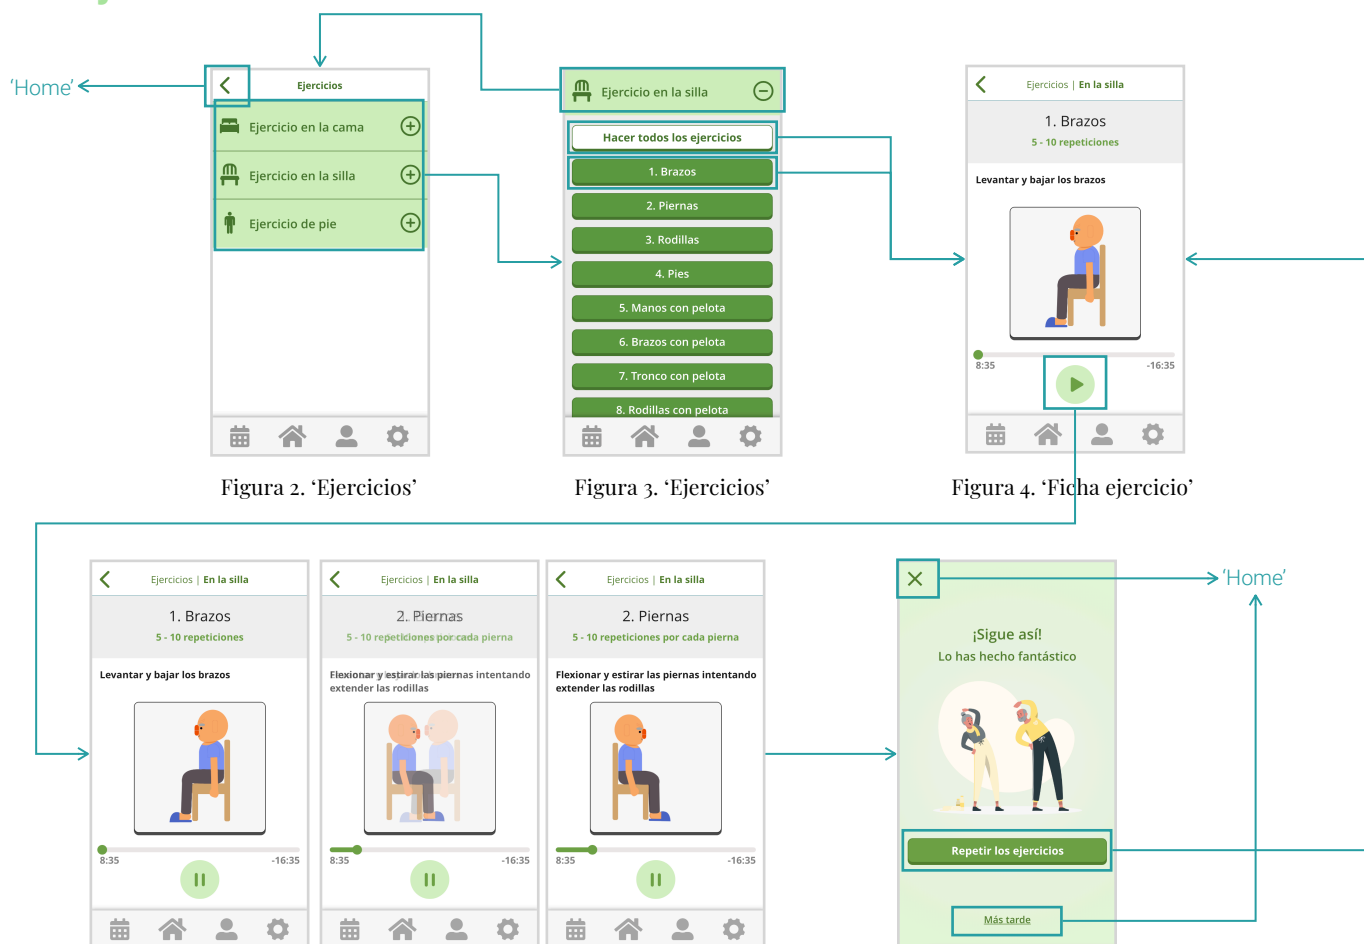 ‘Home’
Ejercicios
Ejercicio en la cama
Ejercicio en la silla
Ejercicio de pie
Ejercicio en la silla
Hacer todos los ejercicios
1. Brazos
2. Piernas
3. Rodillas
4. Pies
5. Manos con pelota
6. Brazos con pelota
7. Tronco con pelota
8. Rodillas con pelota
Ejercicios | En la silla
1. Brazos
5 - 10 repeticiones
Levantar y bajar los brazos
8:35 -16:35
Figura 2. ‘Ejercicios’
Figura 3. ‘Ejercicios’
Figura 4. ‘Ficha ejercicio’
Ejercicios | En la silla
1. Brazos
5 - 10 repeticiones
Levantar y bajar los brazos
8:35 -16:35
Ejercicios | En la silla
2. Piernas
5 - 10 repeticiones por cada pierna
Flexionar y estirar las piernas intentando
extender las rodillas
8:35 -16:35
Ejercicios | En la silla
2. Piernas
5 - 10 repeticiones por cada pierna
Flexionar y estirar las piernas intentando
extender las rodillas
8:35 -16:35
‘Home’
¡Sigue así!
Lo has hecho fantástico
Repetir los ejercicios
Más tarde